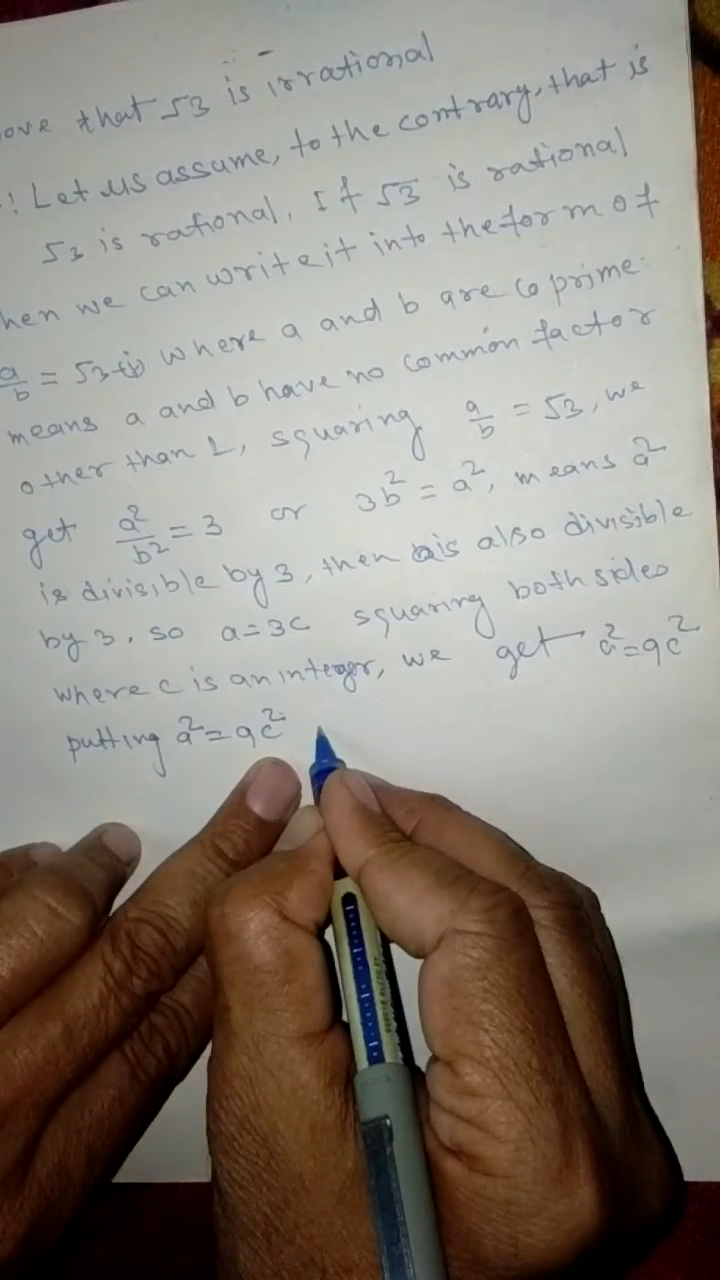 ove that √3 is irrational
: Let us assume, to the contrary, that is
√3 is rational, If √3 is rational
hen we can write it into the form of
a/b = √3 where a and b are co prime.
means a and b have no common factor
other than 1, squaring a/b = √3, we
get a²/b² = 3 or 3b² = a², means a²
is divisible by 3, then a is also divisible
by 3, so a=3c squaring both sides
where c is an integer, we get a²=9c²
putting a²=9c²